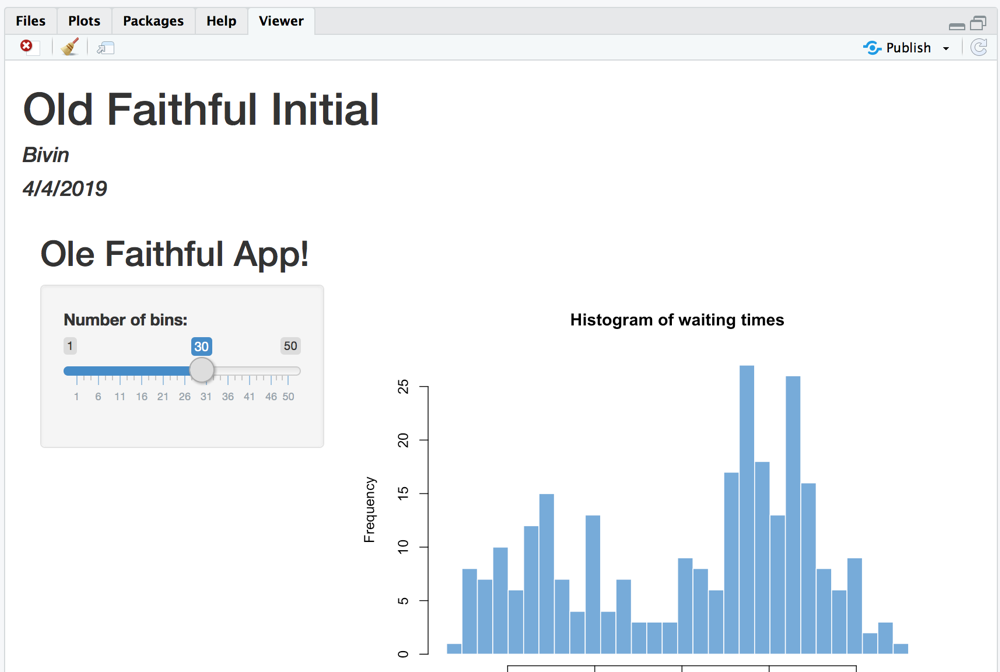 Files Plots Packages Help Viewer
Publish
Old Faithful Initial
Bivin
4/4/2019
Ole Faithful App!
Number of bins:
1 30 50
1 6 11 16 21 26 31 36 41 46 50
Histogram of waiting times
Frequency
25
20
15
10
5
0